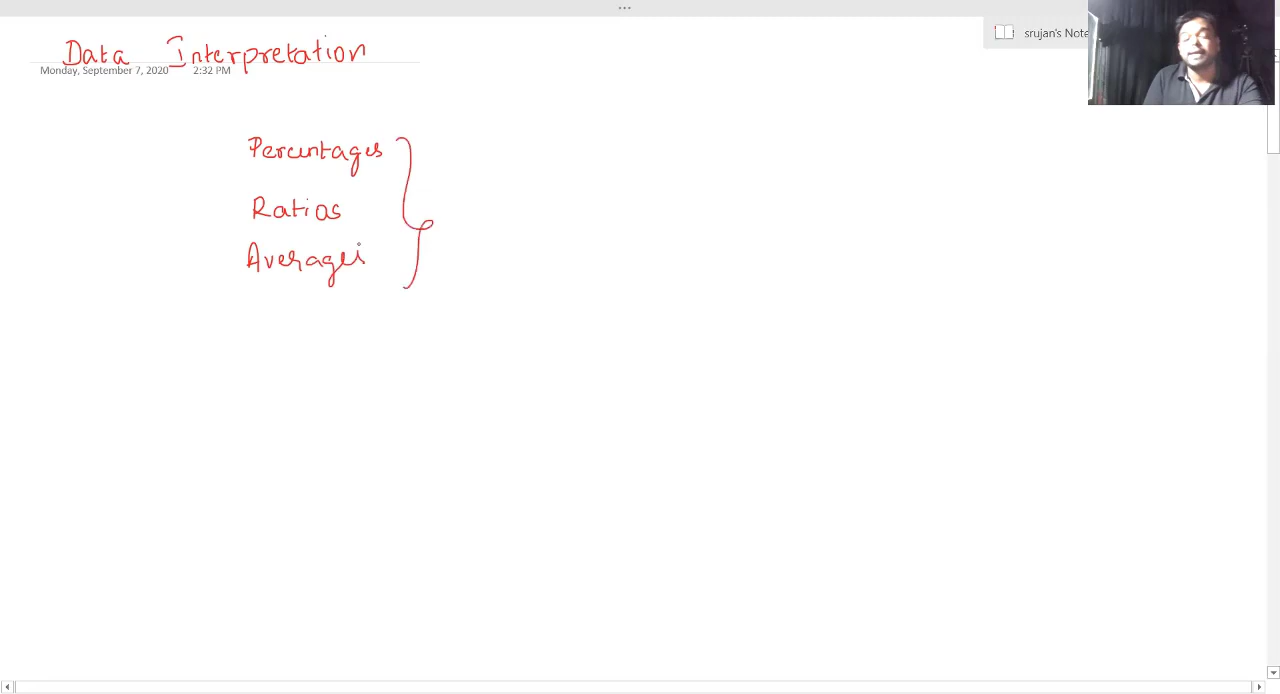 Data Interpretation
Monday, September 7, 2020 2:32 PM
srujan's Note
Percentages
Ratios
Averages